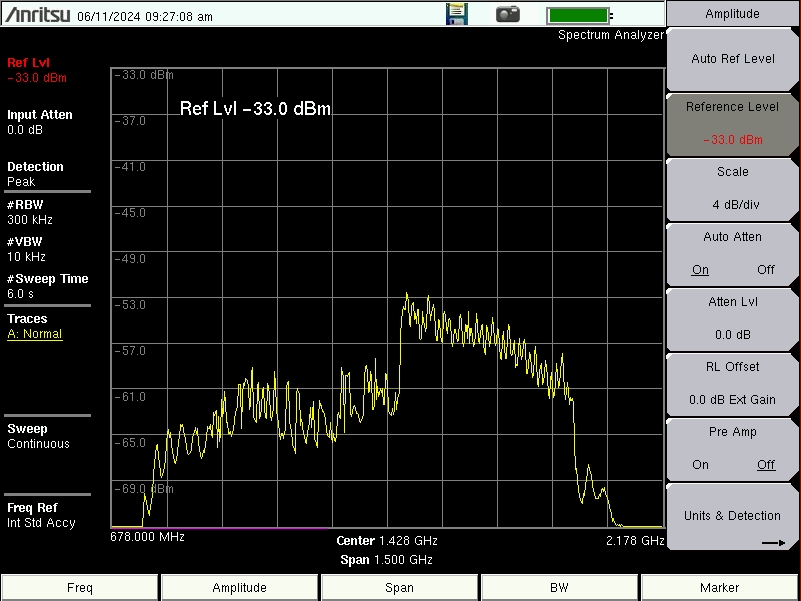 Anritsu 06/11/2024 09:27:08 am
Spectrum Analyzer
Ref Lvl
-33.0 dBm
Input Atten
0.0 dB
Detection
Peak
#RBW
300 kHz
#VBW
10 kHz
#Sweep Time
6.0 s
Traces
A: Normal
Sweep
Continuous
Freq Ref
Int Std Accy
-33.0 dBm
Ref Lvl -33.0 dBm
-37.0
-41.0
-45.0
-49.0
-53.0
-57.0
-61.0
-65.0
-69.0 dBm
678.000 MHz
Center 1.428 GHz
2.178 GHz
Span 1.500 GHz
Amplitude
Auto Ref Level
Reference Level
-33.0 dBm
Scale
4 dB/div
Auto Atten
On Off
Atten Lvl
0.0 dB
RL Offset
0.0 dB Ext Gain
Pre Amp
On Off
Units & Detection
Freq Amplitude Span BW Marker